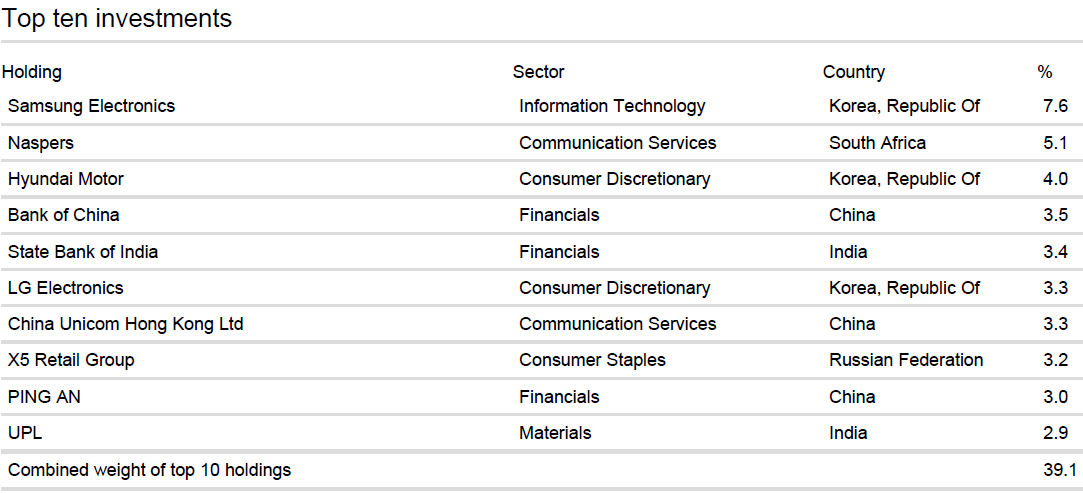 Top ten investments
Holding Sector Country %
Samsung Electronics Information Technology Korea, Republic Of 7.6
Naspers Communication Services South Africa 5.1
Hyundai Motor Consumer Discretionary Korea, Republic Of 4.0
Bank of China Financials China 3.5
State Bank of India Financials India 3.4
LG Electronics Consumer Discretionary Korea, Republic Of 3.3
China Unicom Hong Kong Ltd Communication Services China 3.3
X5 Retail Group Consumer Staples Russian Federation 3.2
PING AN Financials China 3.0
UPL Materials India 2.9
Combined weight of top 10 holdings 39.1